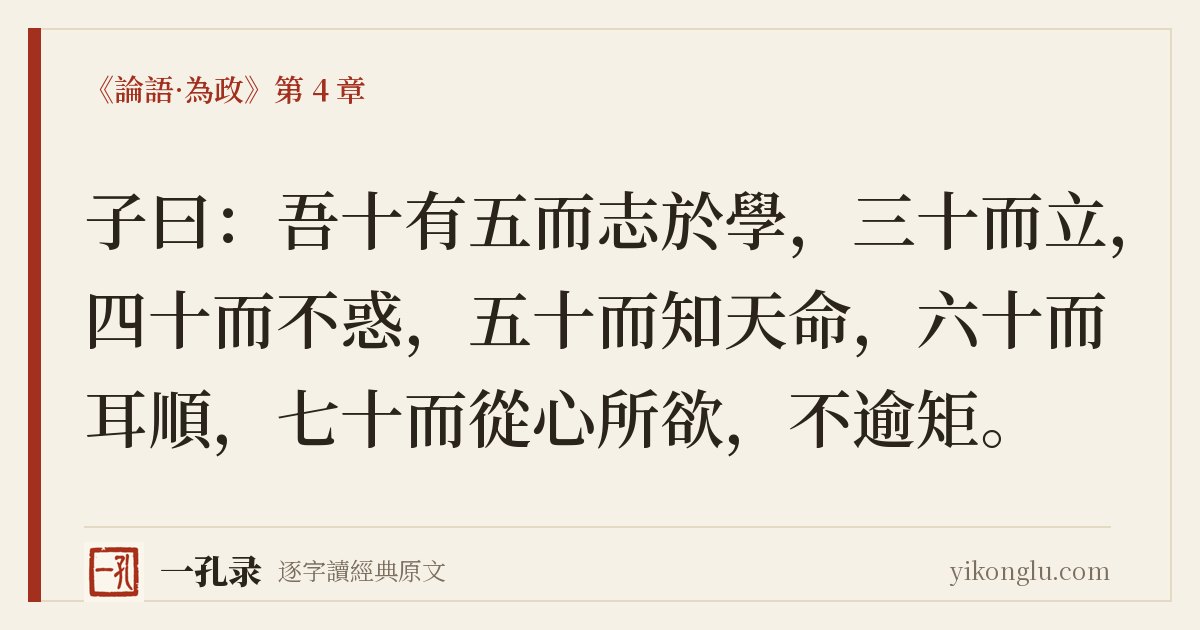 《論語·為政》第 4 章
子曰：吾十有五而志於學，三十而立，
四十而不惑，五十而知天命，六十而
耳順，七十而從心所欲，不逾矩。
一孔
一孔录 逐字讀經典原文
yikonglu.com